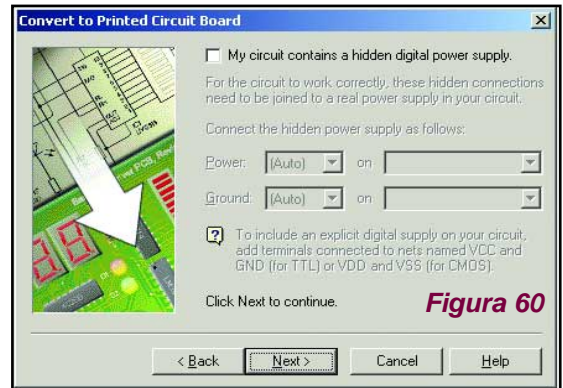 Convert to Printed Circuit Board
My circuit contains a hidden digital power supply.
For the circuit to work correctly, these hidden connections
need to be joined to a real power supply in your circuit.
Connect the hidden power supply as follows:
Power: (Auto) on
Ground: (Auto) on
To include an explicit digital supply on your circuit,
add terminals connected to nets named VCC and
GND (for TTL) or VDD and VSS (for CMOS).
Click Next to continue.
Figura 60
< Back Next > Cancel Help